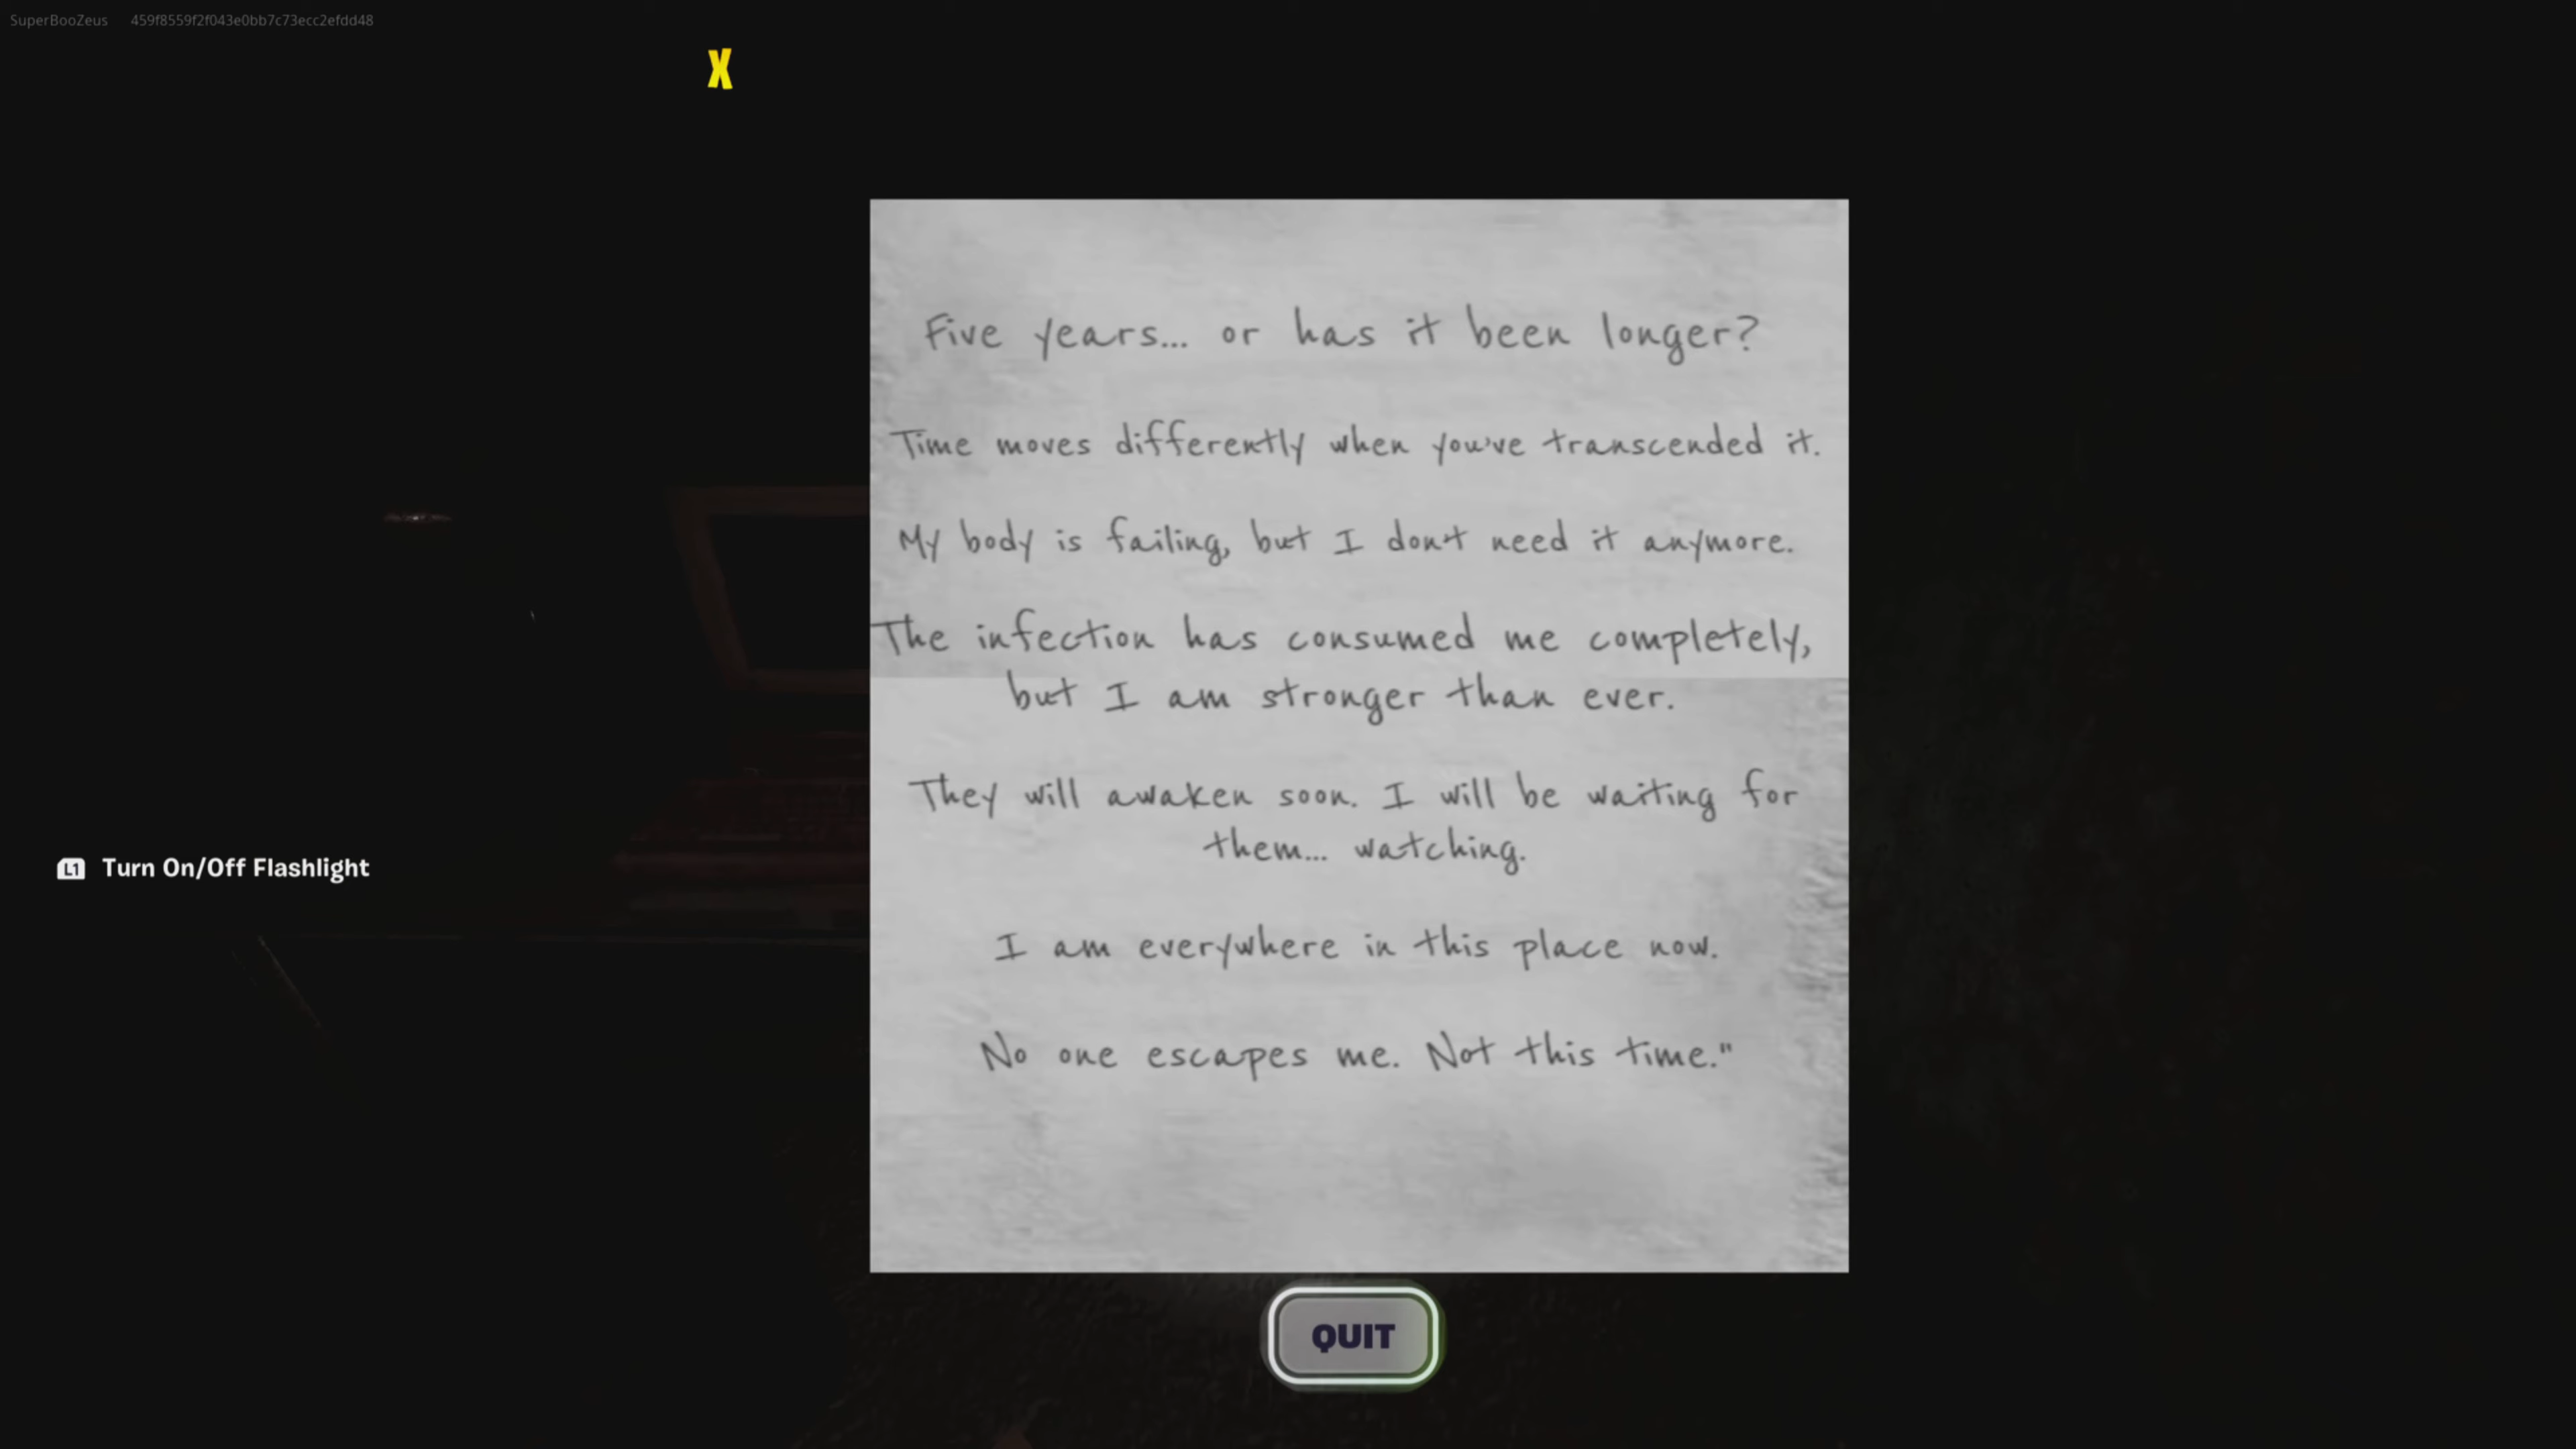 SuperBooZeus 459f8559f2f043e0bb7c73ecc2efdd48
X
Five years... or has it been longer?
Time moves differently when you've transcended it.
My body is failing, but I don't need it anymore.
The infection has consumed me completely,
but I am stronger than ever.
They will awaken soon. I will be waiting for
them... watching.
I am everywhere in this place now.
No one escapes me. Not this time."
L1 Turn On/Off Flashlight
QUIT